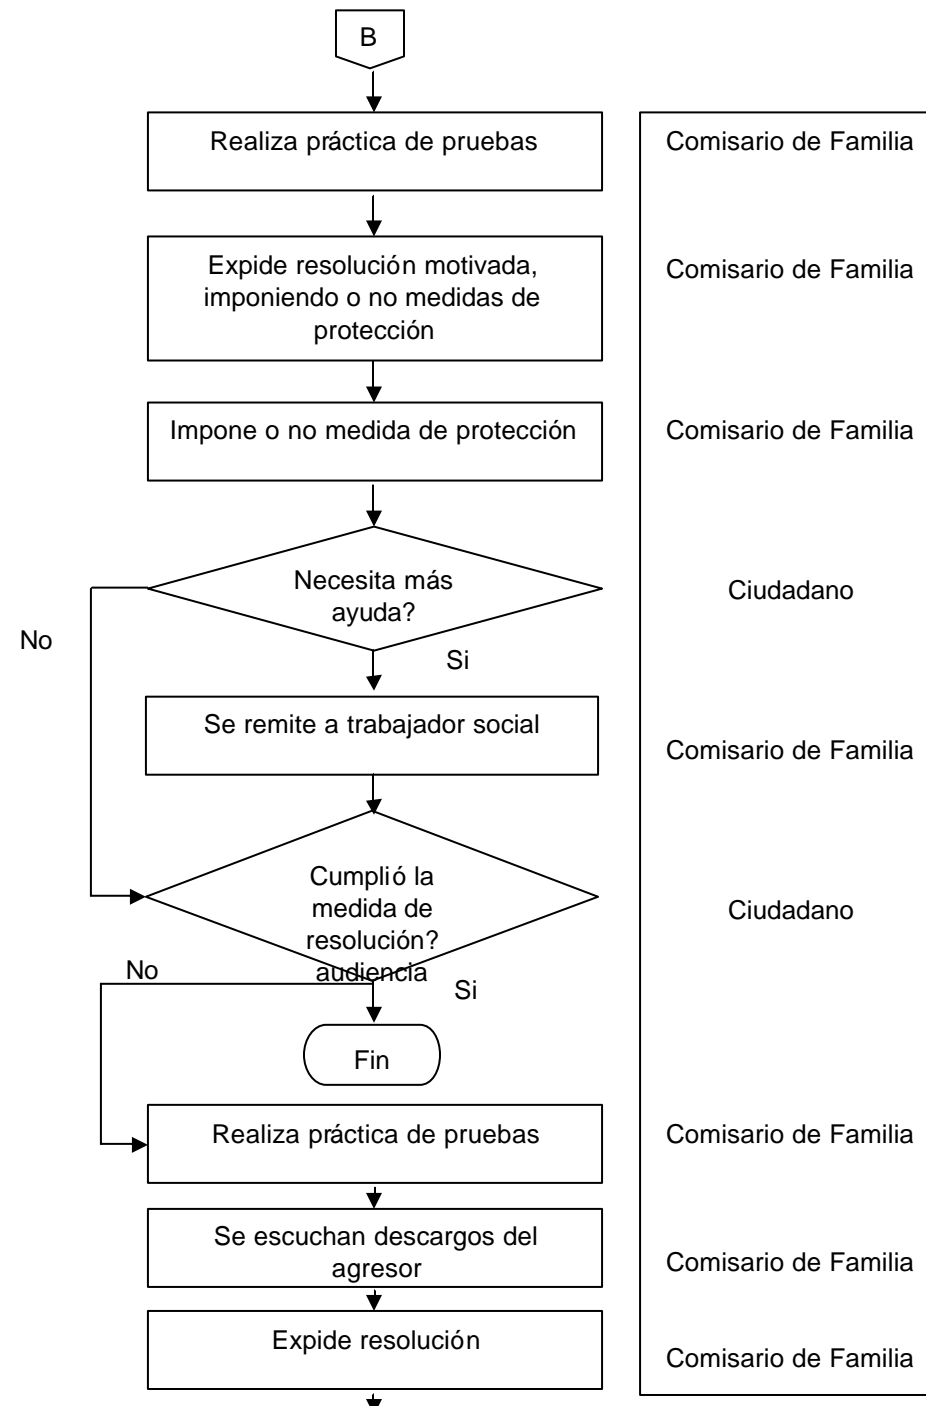 B
Realiza práctica de pruebas
Comisario de Familia
Expide resolución motivada,
imponiendo o no medidas de
protección
Comisario de Familia
Impone o no medida de protección
Comisario de Familia
Necesita más
ayuda?
Ciudadano
No
Si
Se remite a trabajador social
Comisario de Familia
Cumplió la
medida de
resolución?
audiencia
Ciudadano
No
Si
Fin
Realiza práctica de pruebas
Comisario de Familia
Se escuchan descargos del
agresor
Comisario de Familia
Expide resolución
Comisario de Familia